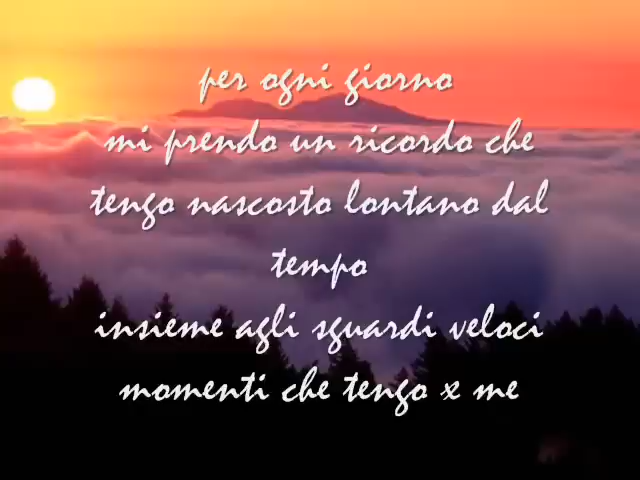 per ogni giorno
mi prendo un ricordo che
tengo nascosto lontano dal
tempo
insieme agli sguardi veloci
momenti che tengo x me